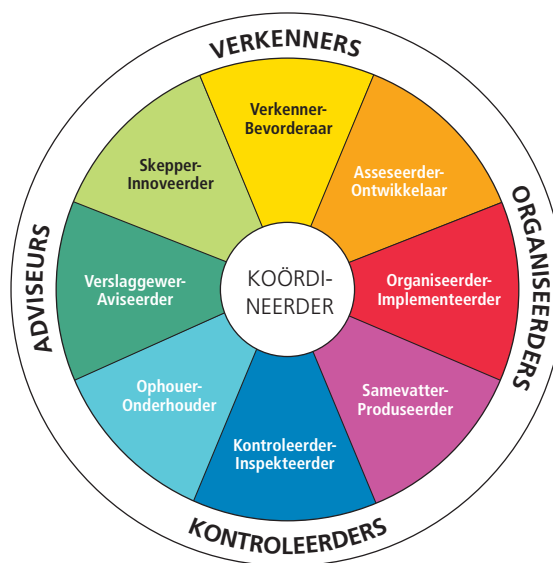 VERKENNERS
Verkenner-
Bevorderaar
Skepper-
Innoveerder
Asseseerder-
Ontwikkelaar
ADVISEURS
ORGANISEERDERS
Verslaggewer-
Aviseerder
KOÖRDI-
NEERDER
Organiseerder-
Implementeerder
Ophouer-
Onderhouder
Samevatter-
Produseerder
Kontroleerder-
Inspekteerder
KONTROLEERDERS